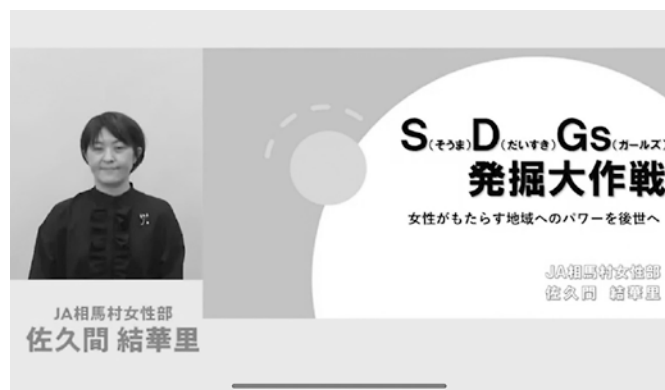 S(そうま)D(だいすき)Gs(ガールズ)
発掘大作戦
女性がもたらす地域へのパワーを後世へ
JA相馬村女性部
佐久間 結華里
JA相馬村女性部
佐久間 結華里